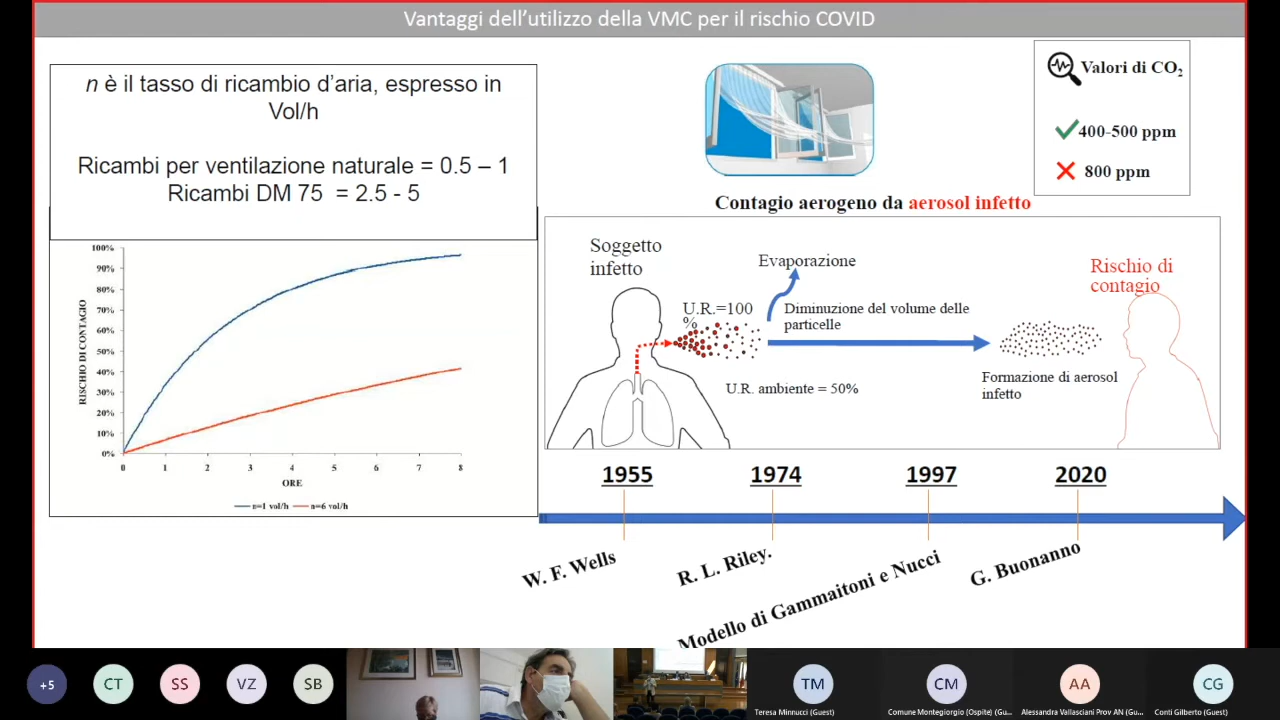 Vantaggi dell'utilizzo della VMC per il rischio COVID
n è il tasso di ricambio d'aria, espresso in
Vol/h
Ricambi per ventilazione naturale = 0.5 – 1
Ricambi DM 75 = 2.5 - 5
Valori di CO2
400-500 ppm
800 ppm
Contagio aerogeno da aerosol infetto
100%
90%
80%
70%
60%
50%
40%
30%
20%
10%
0%
RISCHIO DI CONTAGIO
0 1 2 3 4 5 6 7 8
ORE
n=1 vol/h n=6 vol/h
Soggetto
infetto
Evaporazione
Rischio di
contagio
U.R.=100
%
Diminuzione del volume delle
particelle
U.R. ambiente = 50%
Formazione di aerosol
infetto
1955 1974 1997 2020
W. F. Wells
R. L. Riley.
Modello di Gammaitoni e Nucci
G. Buonanno
+5
CT
SS
VZ
SB
TM
Teresa Minnucci (Guest)
CM
Comune Montegiorgio (Ospite) (Gu...
AA
Alessandra Vallasciani Prov AN (Gu...
CG
Conti Gilberto (Guest)